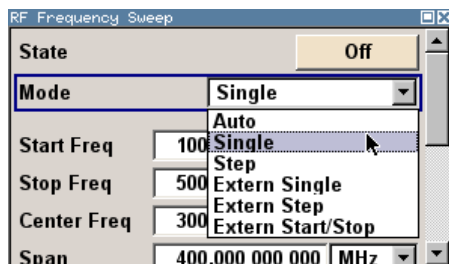 RF Frequency Sweep
State Off
Mode Single
Auto
Start Freq 100 Single
Step
Stop Freq 500 Extern Single
Extern Step
Center Freq 300 Extern Start/Stop
Span 400.000 000 000 MHz